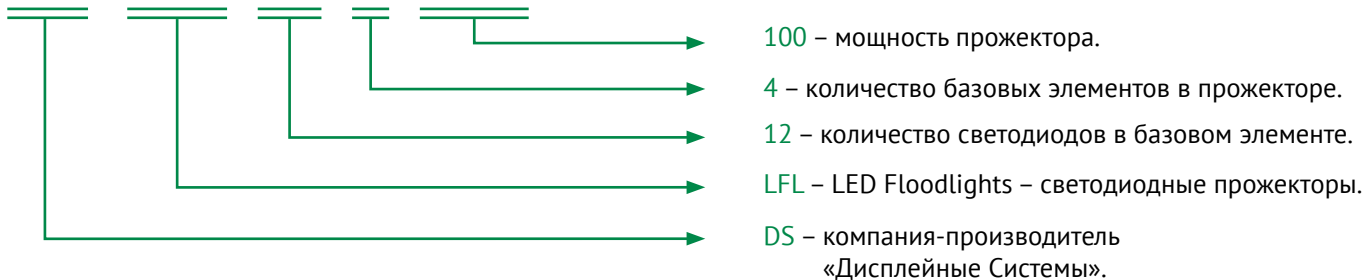 100 – мощность прожектора.
4 – количество базовых элементов в прожекторе.
12 – количество светодиодов в базовом элементе.
LFL – LED Floodlights – светодиодные прожекторы.
DS – компания-производитель
«Дисплейные Системы».